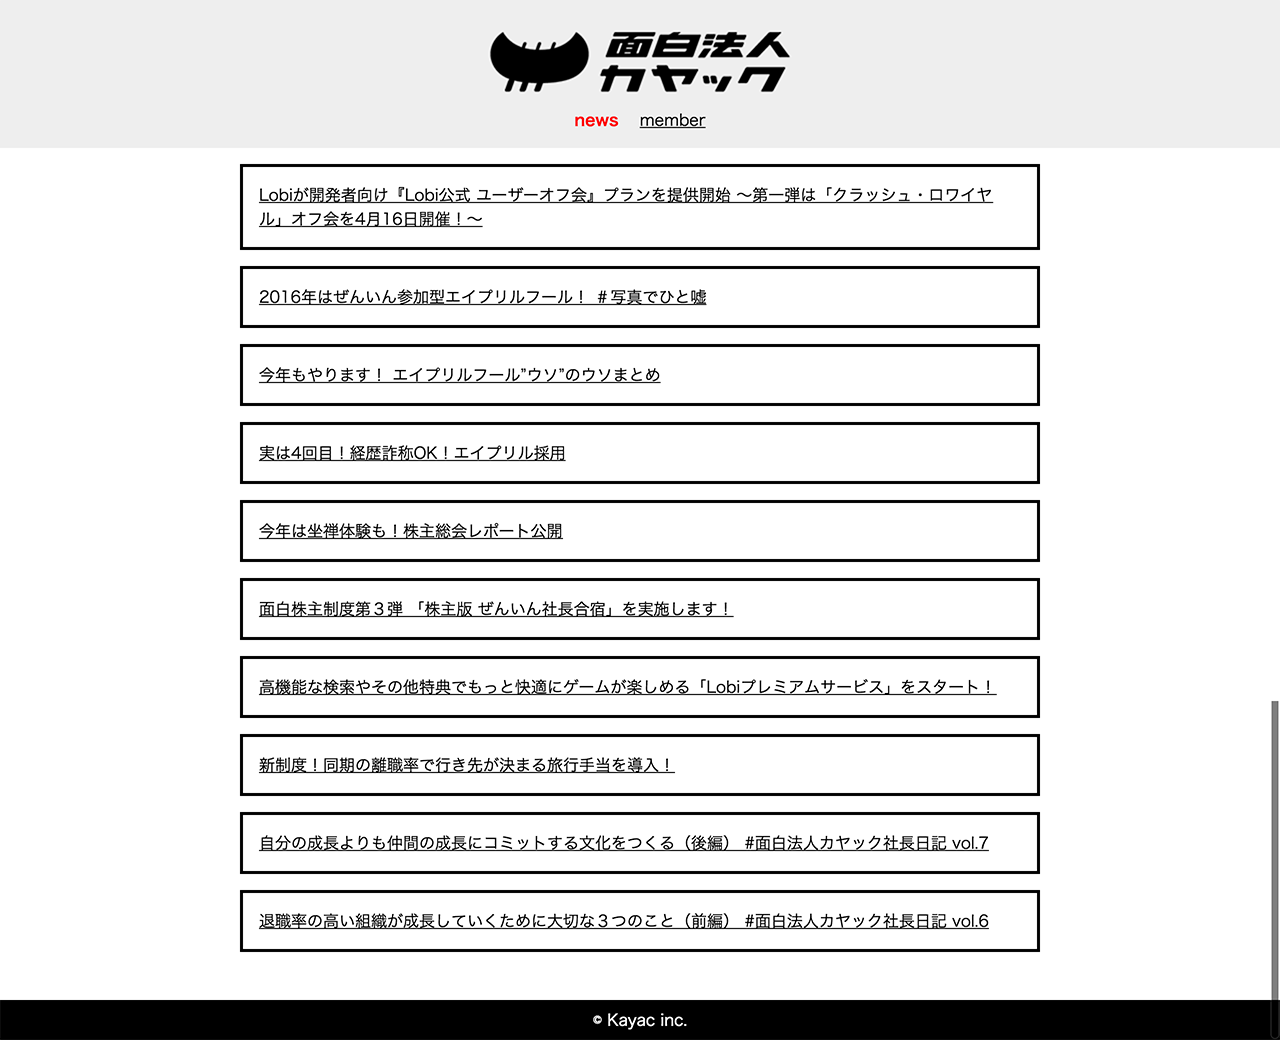 面白法人
カヤック
news member
Lobiが開発者向け『Lobi公式 ユーザーオフ会』プランを提供開始 〜第一弾は「クラッシュ・ロワイヤ
ル」オフ会を4月16日開催！〜
2016年はぜんいん参加型エイプリルフール！ ＃写真でひと嘘
今年もやります！ エイプリルフール”ウソ”のウソまとめ
実は4回目！経歴詐称OK！エイプリル採用
今年は坐禅体験も！株主総会レポート公開
面白株主制度第３弾 「株主版 ぜんいん社長合宿」を実施します！
高機能な検索やその他特典でもっと快適にゲームが楽しめる「Lobiプレミアムサービス」をスタート！
新制度！同期の離職率で行き先が決まる旅行手当を導入！
自分の成長よりも仲間の成長にコミットする文化をつくる（後編） #面白法人カヤック社長日記 vol.7
退職率の高い組織が成長していくために大切な３つのこと（前編） #面白法人カヤック社長日記 vol.6
© Kayac inc.